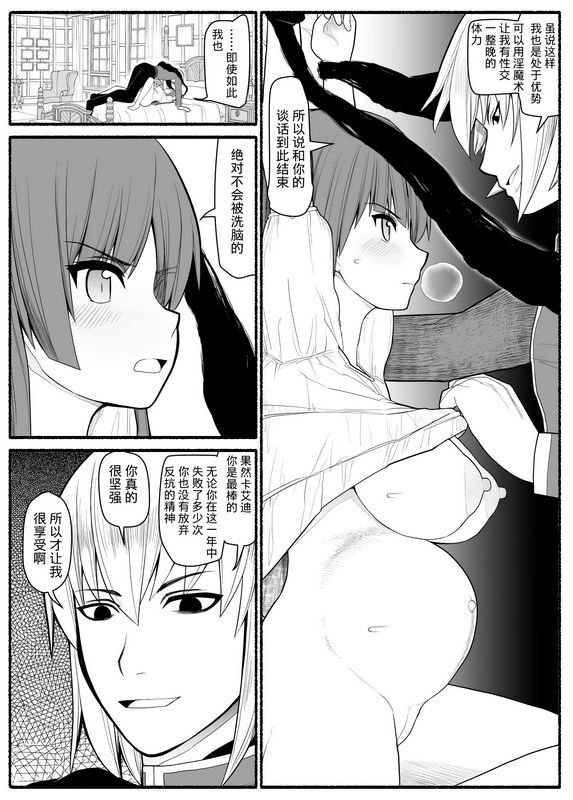 虽说这样
我也是处于优势
可以用淫魔术
让我有性交
一整晚的
体力
所以说和你的
谈话到此结束
……即使如此
我也
绝对不会被洗脑的
果然卡艾迪
你是最棒的
无论你在这一年中
失败了多少次
你也没有放弃
反抗的精神
你真的
很坚强
所以才让我
很享受啊